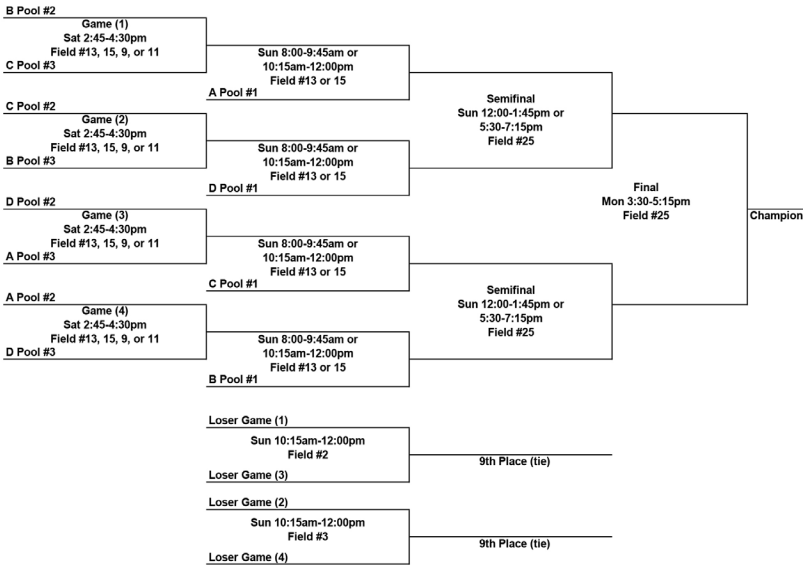 B Pool #2
Game (1)
Sat 2:45-4:30pm
Field #13, 15, 9, or 11
C Pool #3
Sun 8:00-9:45am or
10:15am-12:00pm
Field #13 or 15
A Pool #1
C Pool #2
Game (2)
Sat 2:45-4:30pm
Field #13, 15, 9, or 11
B Pool #3
Sun 8:00-9:45am or
10:15am-12:00pm
Field #13 or 15
D Pool #1
Semifinal
Sun 12:00-1:45pm or
5:30-7:15pm
Field #25
D Pool #2
Game (3)
Sat 2:45-4:30pm
Field #13, 15, 9, or 11
A Pool #3
Sun 8:00-9:45am or
10:15am-12:00pm
Field #13 or 15
C Pool #1
A Pool #2
Game (4)
Sat 2:45-4:30pm
Field #13, 15, 9, or 11
D Pool #3
Sun 8:00-9:45am or
10:15am-12:00pm
Field #13 or 15
B Pool #1
Semifinal
Sun 12:00-1:45pm or
5:30-7:15pm
Field #25
Final
Mon 3:30-5:15pm
Field #25
Champion
Loser Game (1)
Sun 10:15am-12:00pm
Field #2
Loser Game (3)
9th Place (tie)
Loser Game (2)
Sun 10:15am-12:00pm
Field #3
Loser Game (4)
9th Place (tie)